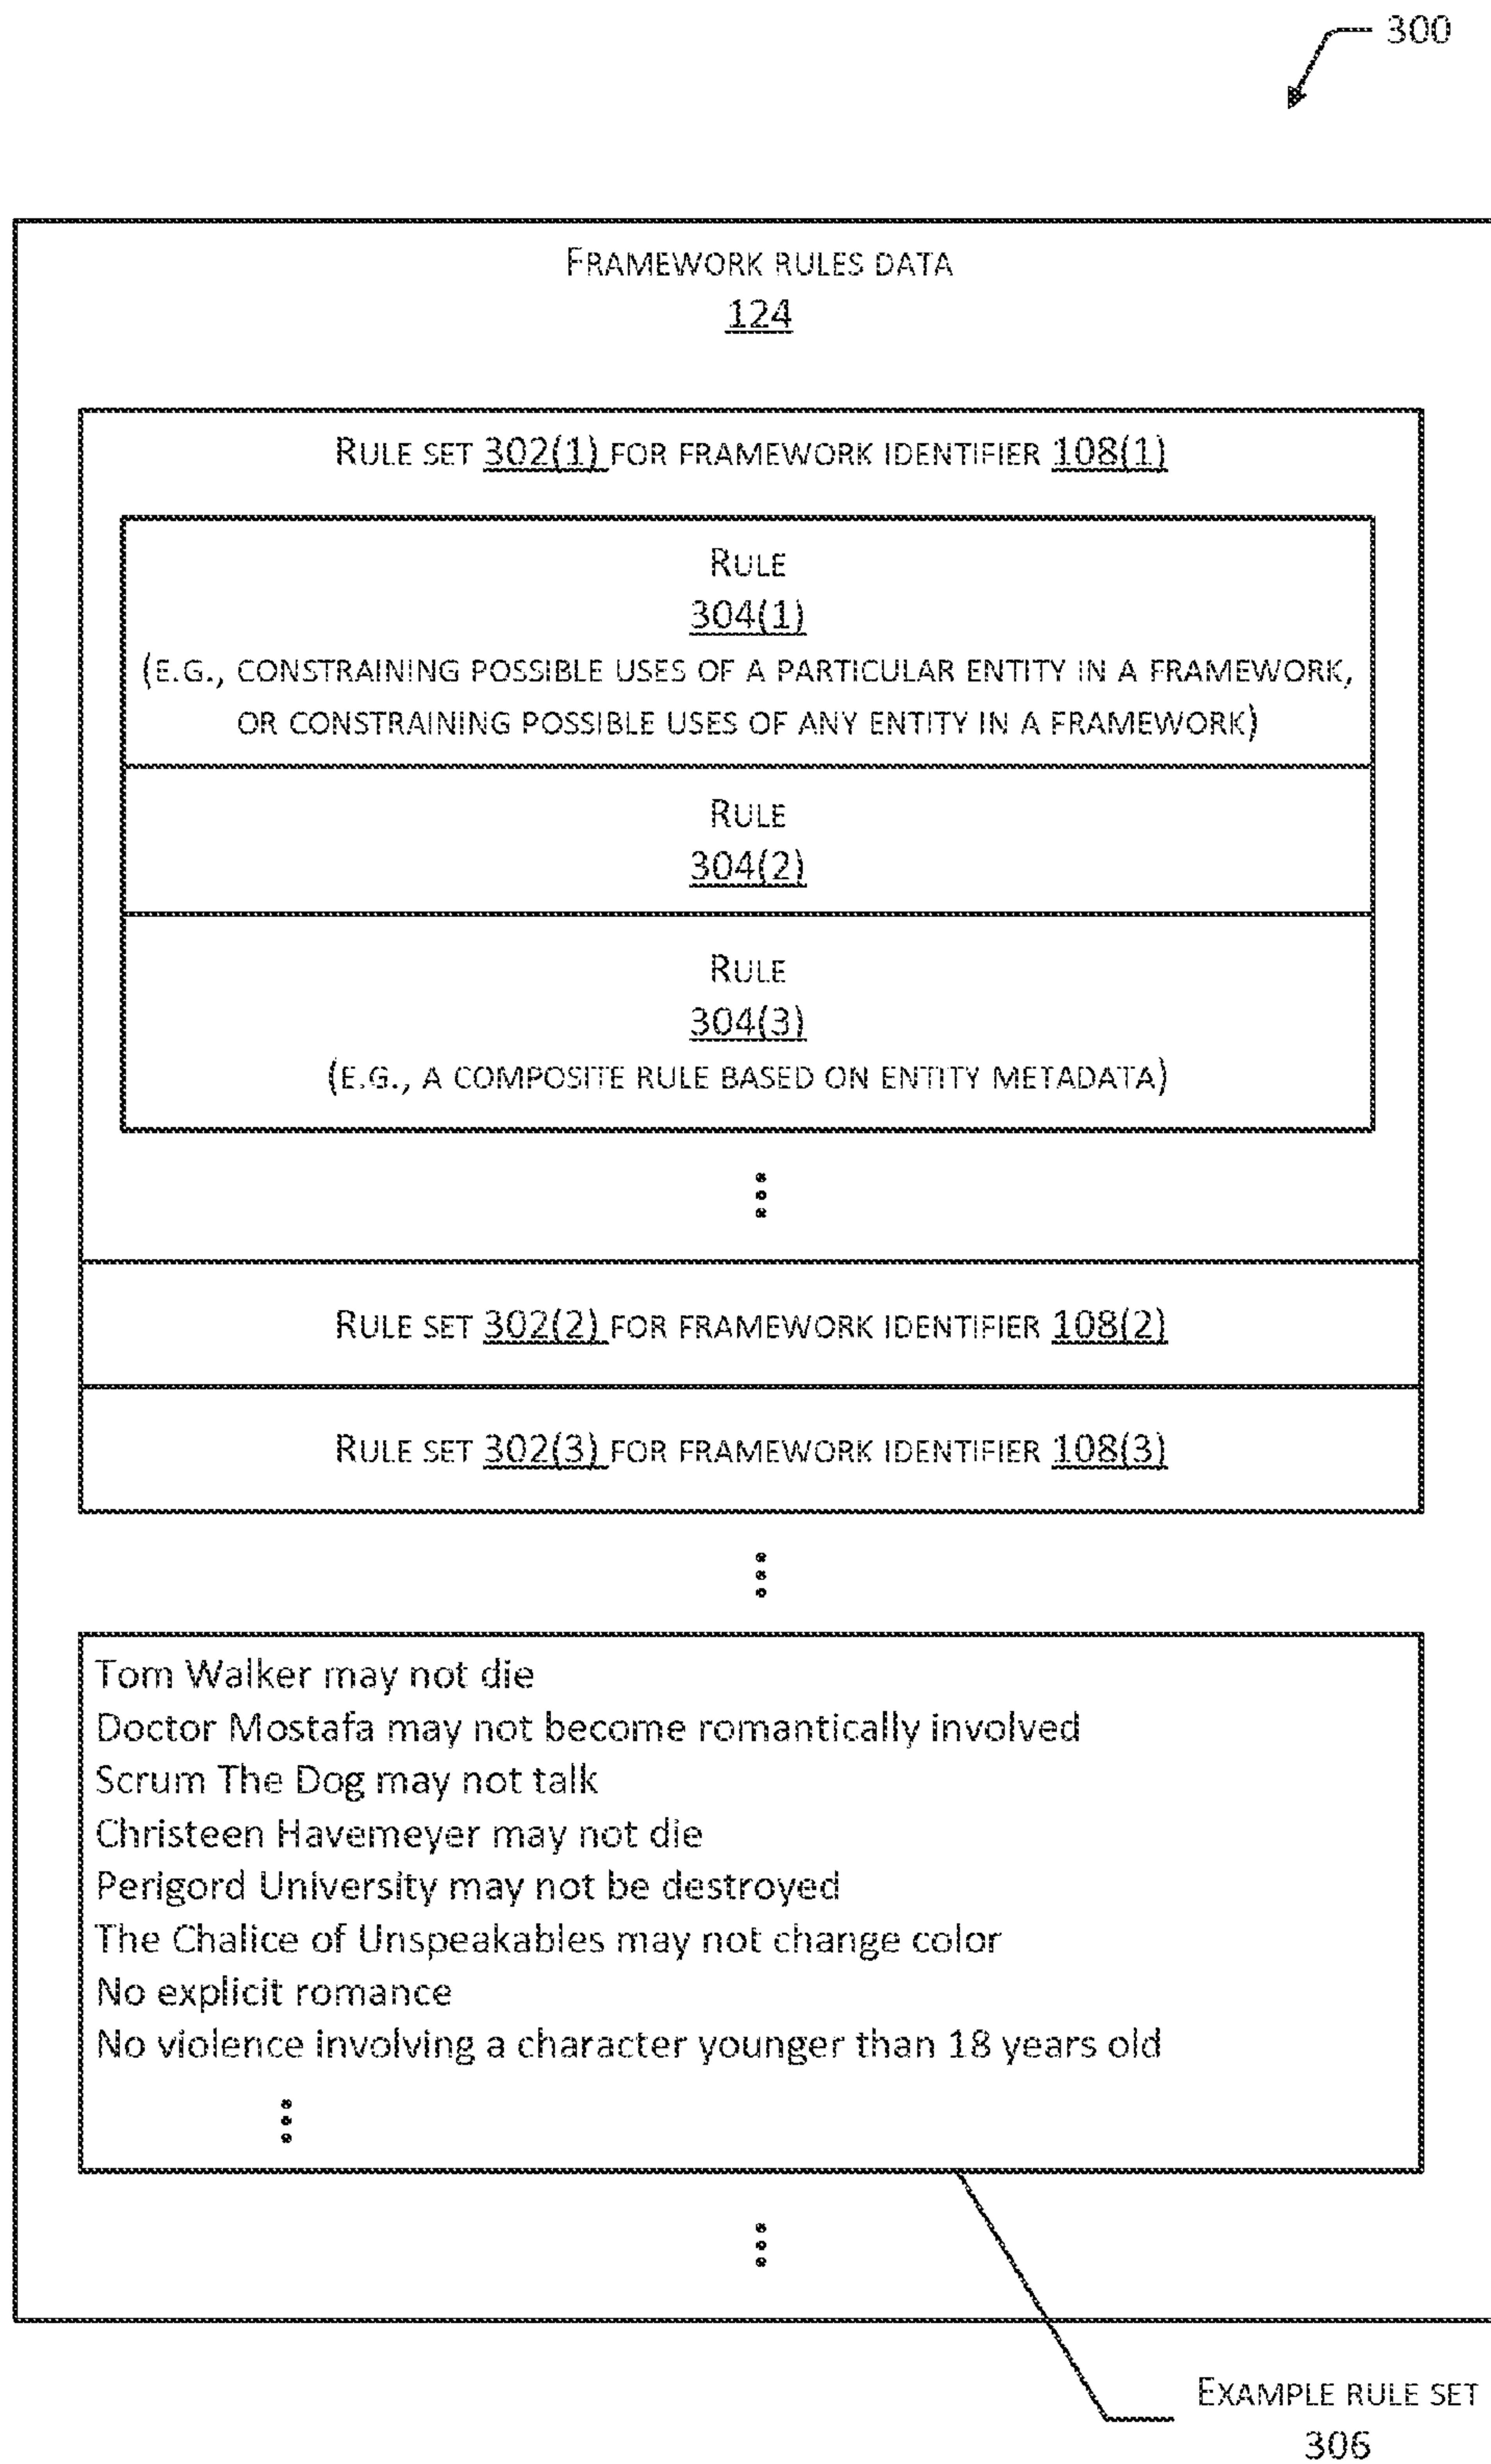 300
FRAMEWORK RULES DATA
124
RULE SET 302(1) FOR FRAMEWORK IDENTIFIER 108(1)
RULE
304(1)
(E.G., CONSTRAINING POSSIBLE USES OF A PARTICULAR ENTITY IN A FRAMEWORK,
OR CONSTRAINING POSSIBLE USES OF ANY ENTITY IN A FRAMEWORK)
RULE
304(2)
RULE
304(3)
(E.G., A COMPOSITE RULE BASED ON ENTITY METADATA)
RULE SET 302(2) FOR FRAMEWORK IDENTIFIER 108(2)
RULE SET 302(3) FOR FRAMEWORK IDENTIFIER 108(3)
Tom Walker may not die
Doctor Mostafa may not become romantically involved
Scrum The Dog may not talk
Christeen Havemeyer may not die
Perigord University may not be destroyed
The Chalice of Unspeakables may not change color
No explicit romance
No violence involving a character younger than 18 years old
EXAMPLE RULE SET
306